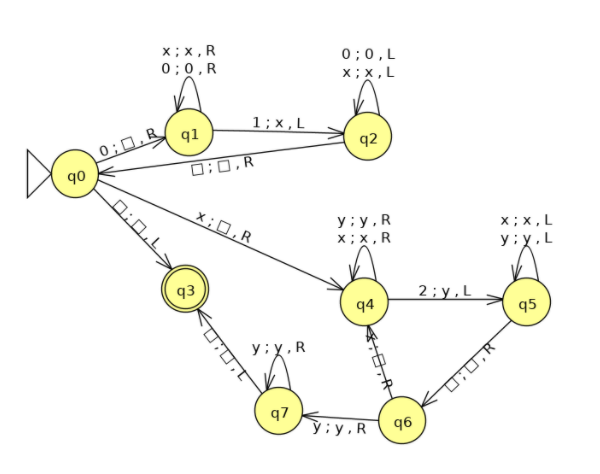 x ; x , R
0 ; 0 , R
0 ; 0 , L
x ; x , L
0 ; □ , R
q1
1 ; x , L
q2
□ ; □ , R
q0
□ ; □ , L
x ; □ , R
y ; y , R
x ; x , R
x ; x , L
y ; y , L
q3
q4
2 ; y , L
q5
□ ; □ , L
y ; y , R
x ; □ , R
□ ; □ , R
q7
y ; y , R
q6